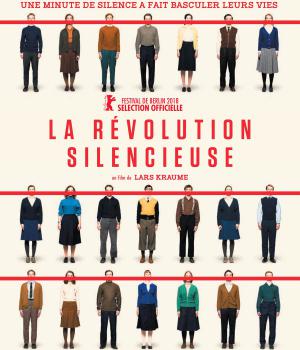 UNE MINUTE DE SILENCE A FAIT BASCULER LEURS VIES
FESTIVAL DE BERLIN 2018
SÉLECTION OFFICIELLE
LA RÉVOLUTION
SILENCIEUSE
un film de LARS KRAUME